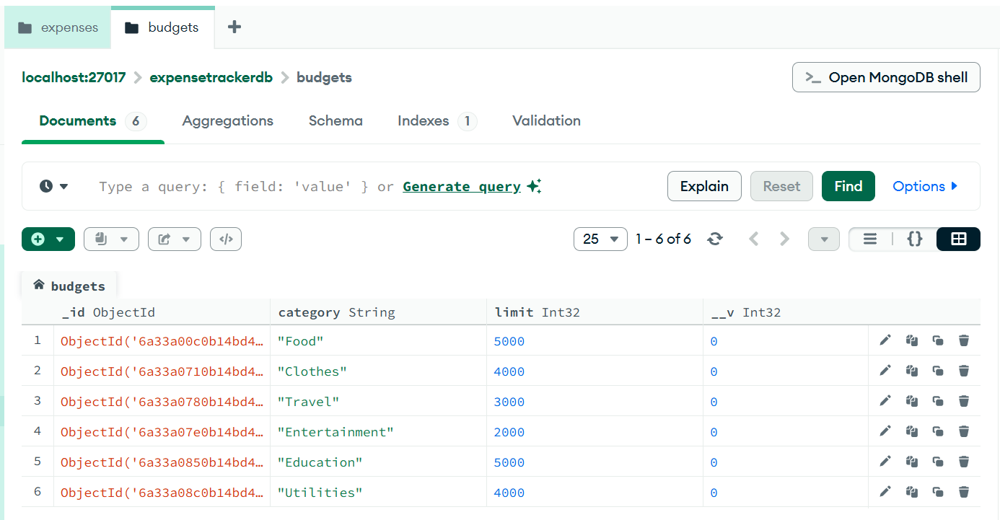 expenses budgets
localhost:27017 expensetrackerdb budgets Open MongoDB shell
Documents 6 Aggregations Schema Indexes 1 Validation
Type a query: { field: 'value' } or Generate query Explain Reset Find Options
25 1 – 6 of 6
budgets
_id ObjectId category String limit Int32 __v Int32
1 ObjectId('6a33a00c0b14bd4… "Food" 5000 0
2 ObjectId('6a33a0710b14bd4… "Clothes" 4000 0
3 ObjectId('6a33a0780b14bd4… "Travel" 3000 0
4 ObjectId('6a33a07e0b14bd4… "Entertainment" 2000 0
5 ObjectId('6a33a0850b14bd4… "Education" 5000 0
6 ObjectId('6a33a08c0b14bd4… "Utilities" 4000 0